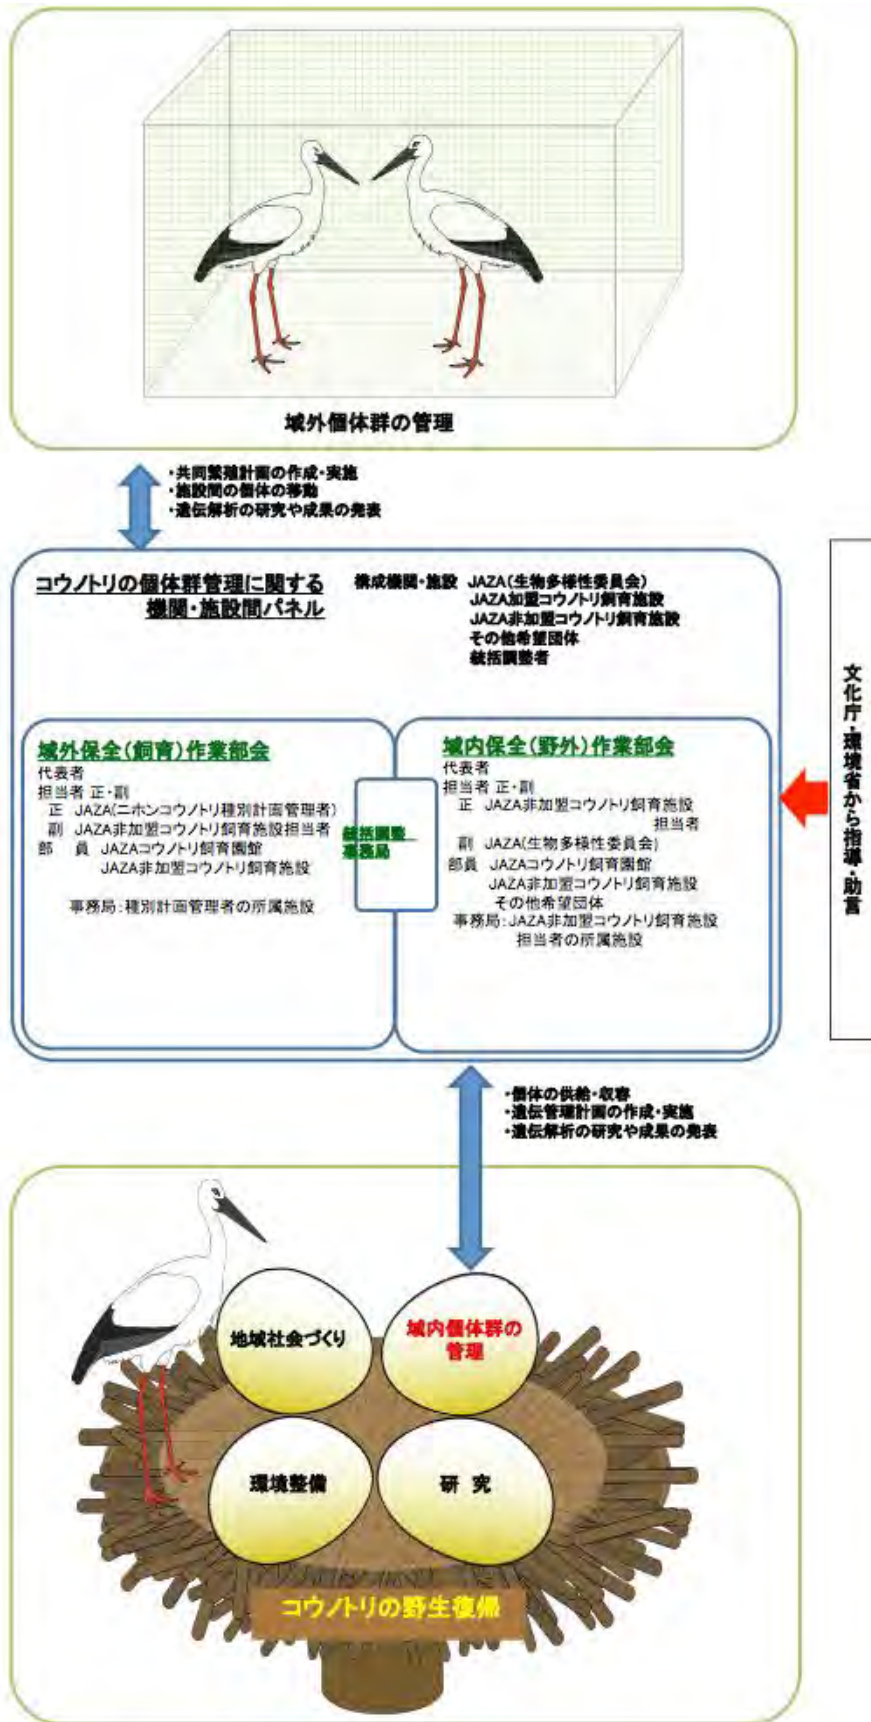 域外個体群の管理
・共同繁殖計画の作成・実施
・施設間の個体の移動
・遺伝解析の研究や成果の発表
コウノトリの個体群管理に関する
機関・施設間パネル
構成機関・施設 JAZA(生物多様性委員会)
JAZA加盟コウノトリ飼育施設
JAZA非加盟コウノトリ飼育施設
その他希望団体
統括調整者
域外保全(飼育)作業部会
代表者
担当者 正・副
正 JAZA(ニホンコウノトリ種別計画管理者)
副 JAZA非加盟コウノトリ飼育施設担当者
部 員 JAZAコウノトリ飼育園館
JAZA非加盟コウノトリ飼育施設
事務局:種別計画管理者の所属施設
統括調整
事務局
域内保全(野外)作業部会
代表者
担当者 正・副
正 JAZA非加盟コウノトリ飼育施設
担当者
副 JAZA(生物多様性委員会)
部員 JAZAコウノトリ飼育園館
JAZA非加盟コウノトリ飼育施設
その他希望団体
事務局:JAZA非加盟コウノトリ飼育施設
担当者の所属施設
文化庁・環境省から指導・助言
・個体の供給・収容
・遺伝管理計画の作成・実施
・遺伝解析の研究や成果の発表
地域社会づくり
域内個体群の
管理
環境整備
研 究
コウノトリの野生復帰